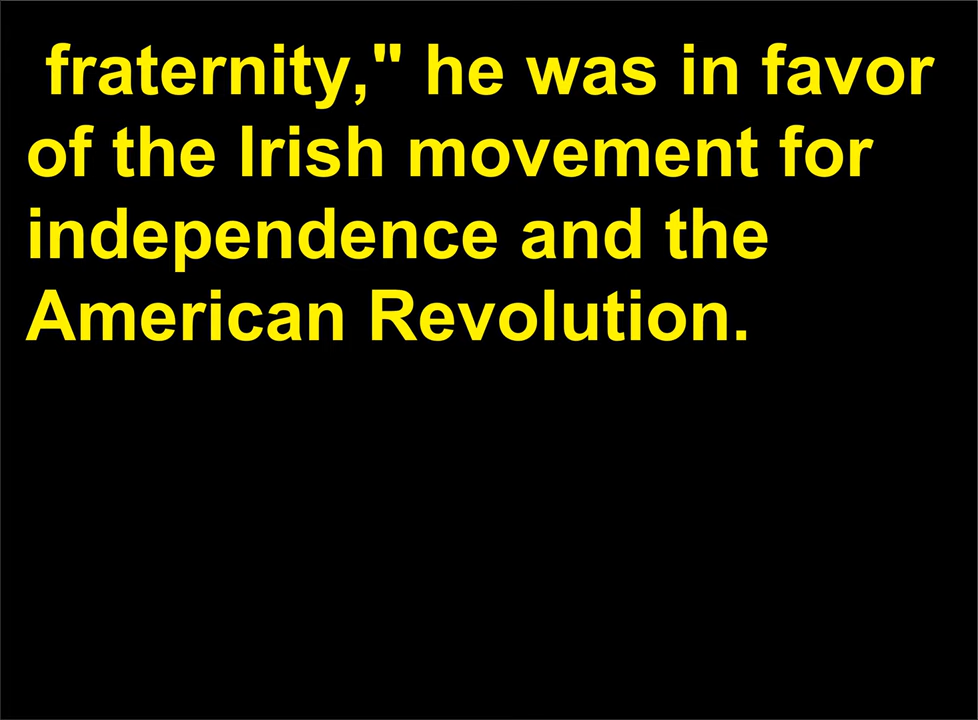 fraternity," he was in favor
of the Irish movement for
independence and the
American Revolution.